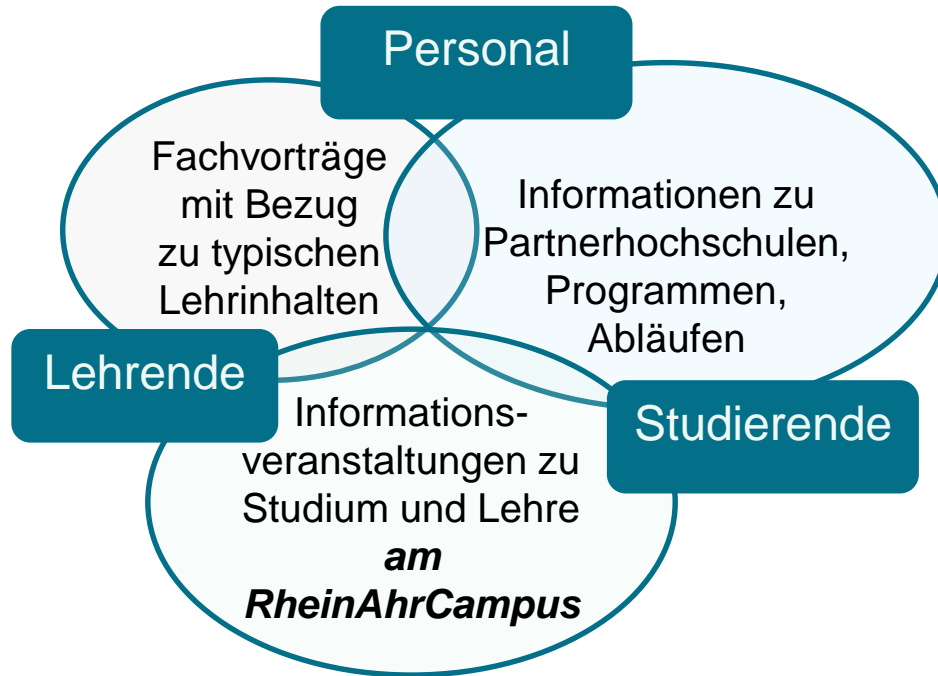 Personal
Fachvorträge
mit Bezug
zu typischen
Lehrinhalten
Informationen zu
Partnerhochschulen,
Programmen,
Abläufen
Lehrende
Studierende
Informations-
veranstaltungen zu
Studium und Lehre
am
RheinAhrCampus